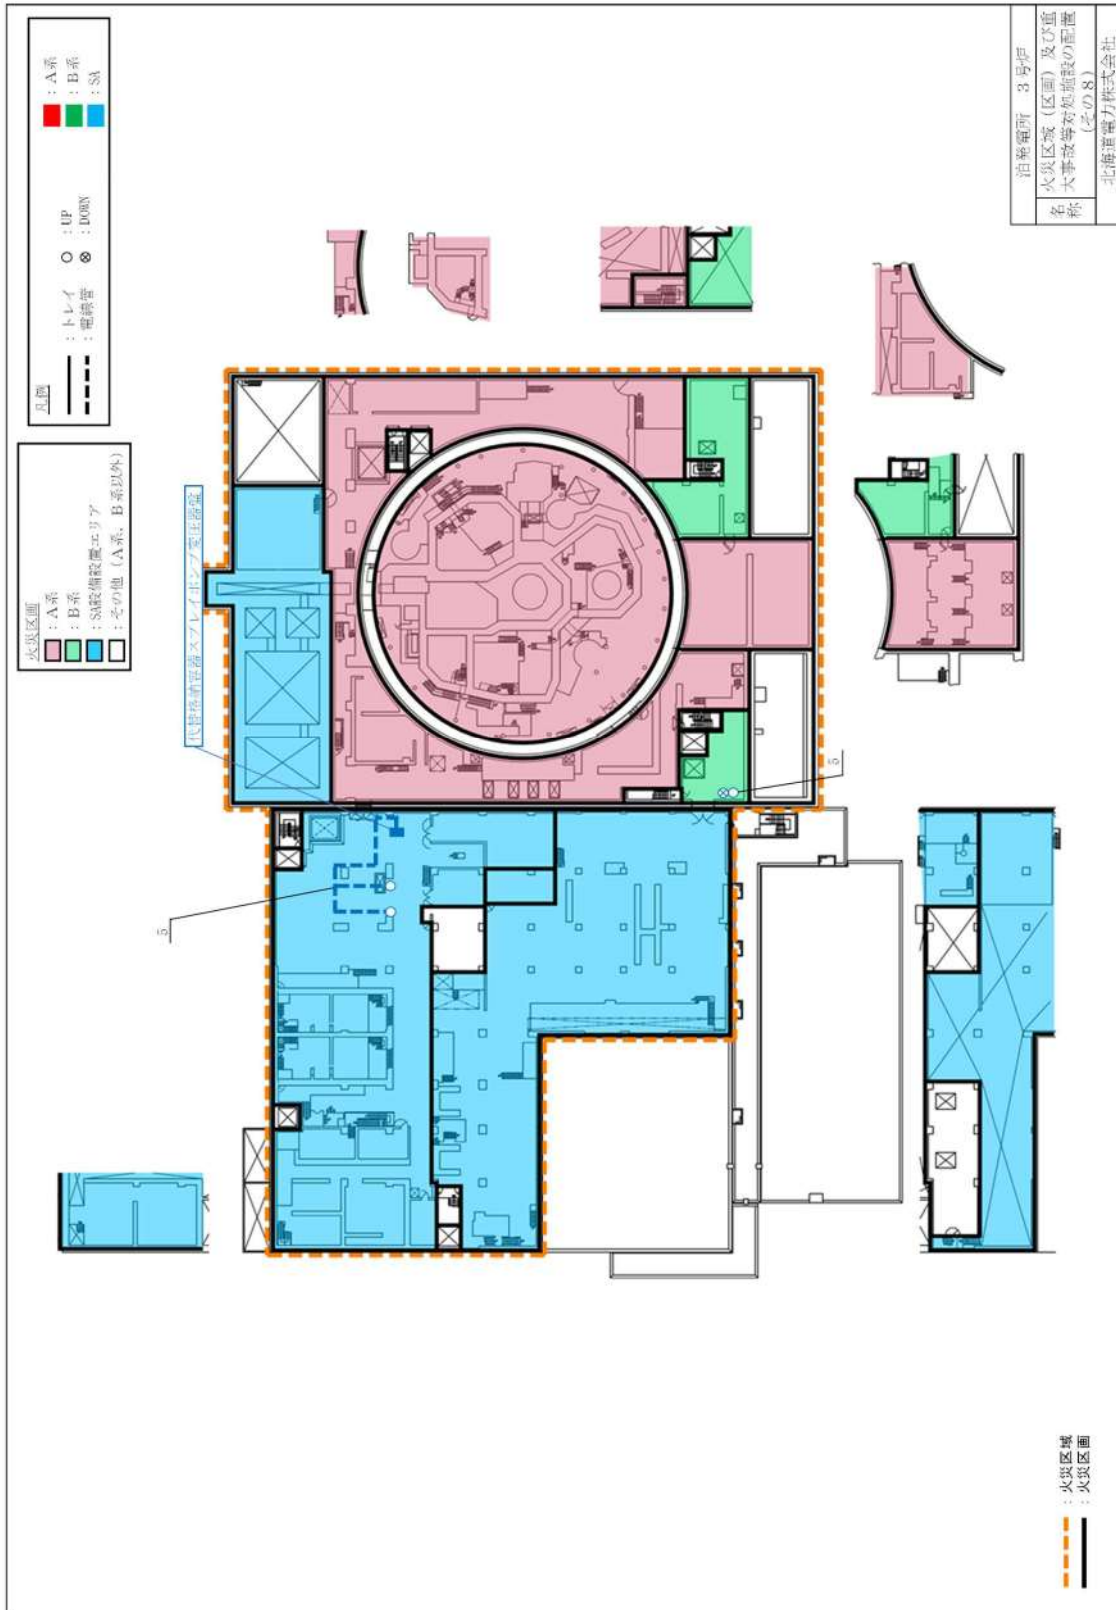 凡例
：トレイ
：電線管
：UP
：DOWN
：A系
：B系
：SA
火災区画
：A系
：B系
：SA設備設置エリア
：その他（A系、B系以外）
代替格納容器スプレイポンプ変圧器盤
5
5
：火災区域
：火災区画
泊発電所　3号炉
名称
火災区域（区画）及び重
大事故等対処施設の配置
（その8）
北海道電力株式会社